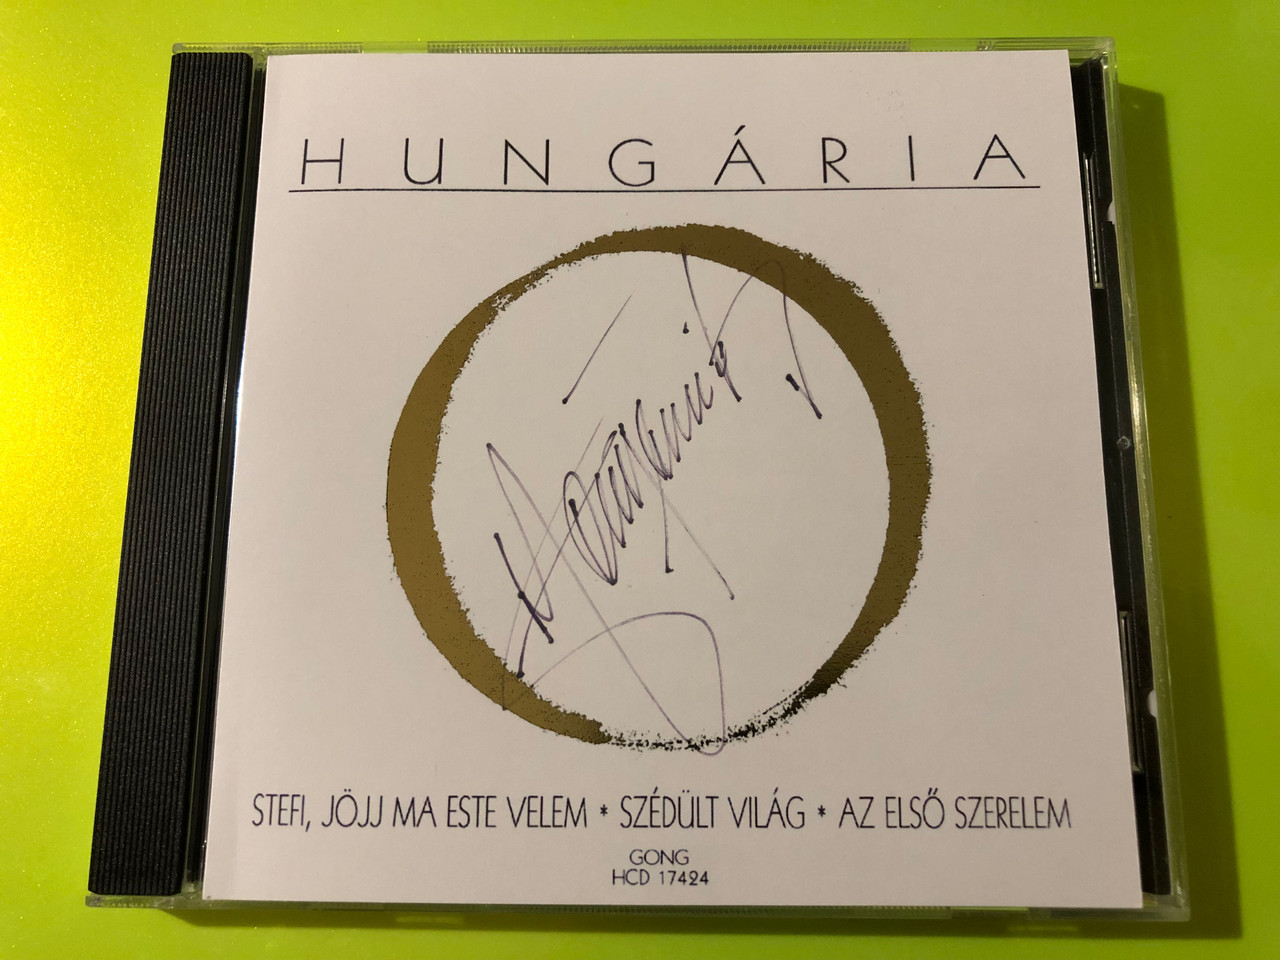 HUNGÁRIA
STEFI, JÖJJ MA ESTE VELEM * SZÉDÜLT VILÁG * AZ ELSŐ SZERELEM
GONG
HCD 17424